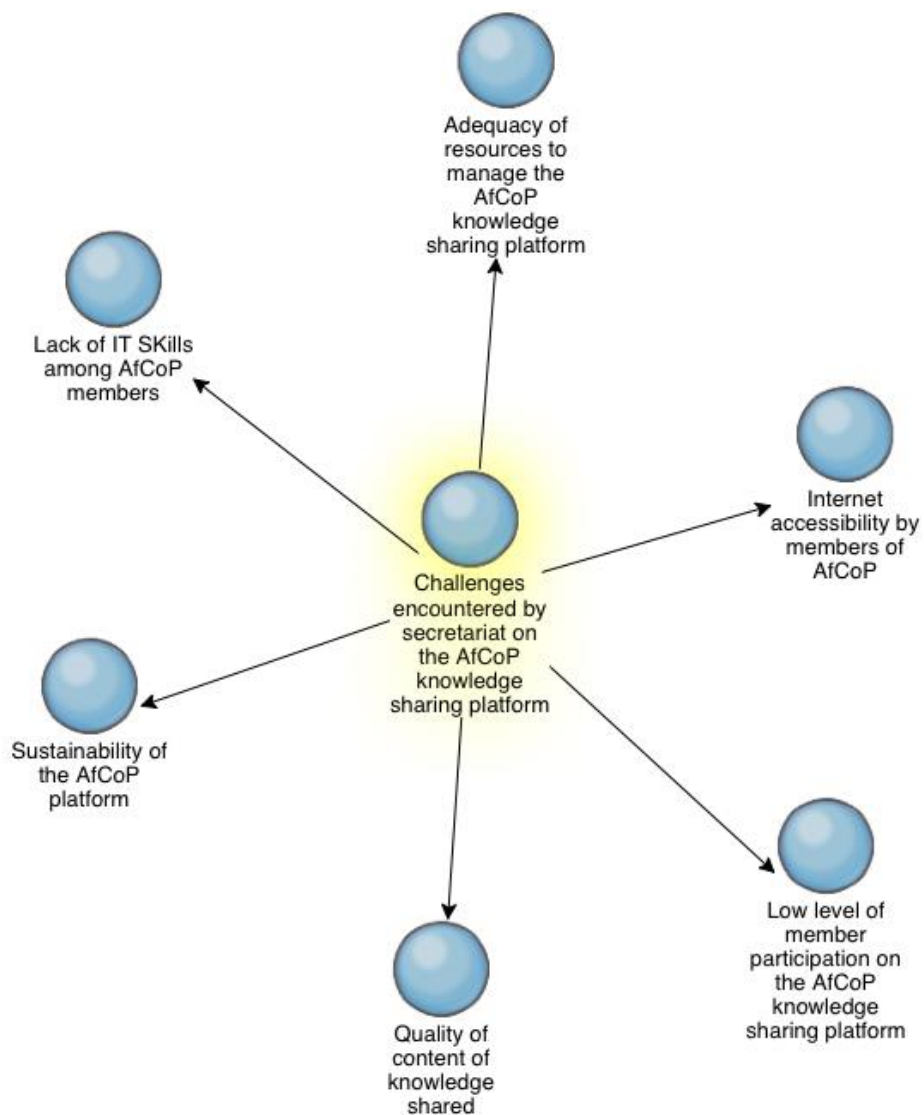 Adequacy of
resources to
manage the
AfCoP
knowledge
sharing platform
Lack of IT SKills
among AfCoP
members
Internet
accessibility by
members of
AfCoP
Challenges
encountered by
secretariat on
the AfCoP
knowledge
sharing platform
Sustainability of
the AfCoP
platform
Low level of
member
participation on
the AfCoP
knowledge
sharing platform
Quality of
content of
knowledge
shared